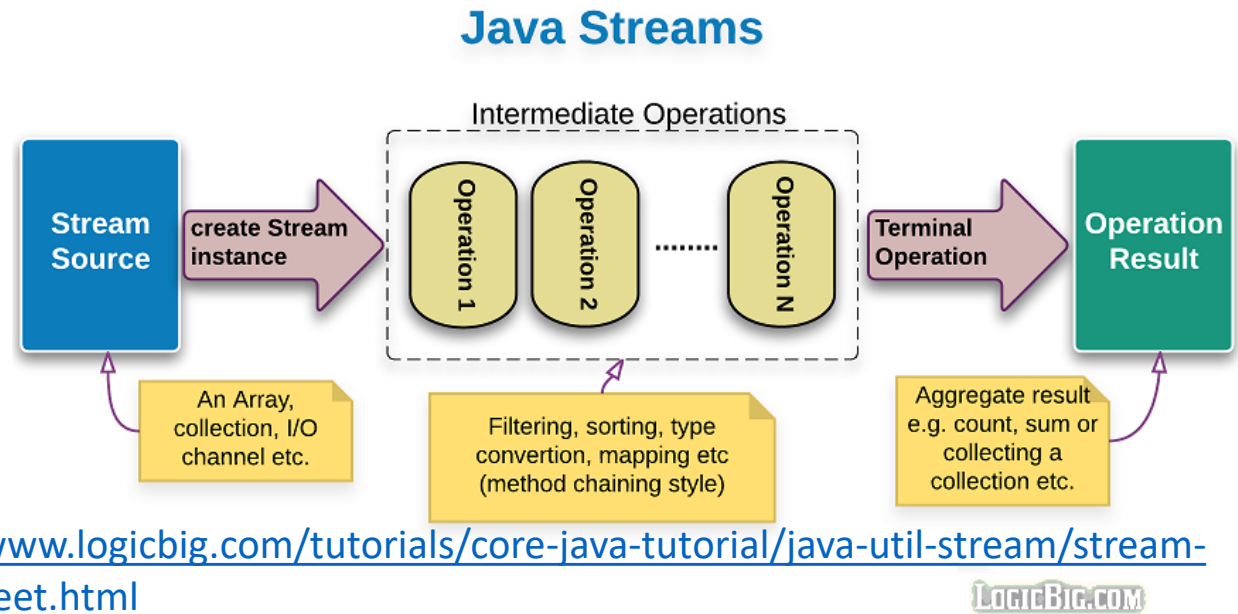 Java Streams
Intermediate Operations
Stream
Source
create Stream
instance
Operation 1
Operation 2
........
Operation N
Terminal
Operation
Operation
Result
An Array,
collection, I/O
channel etc.
Filtering, sorting, type
convertion, mapping etc
(method chaining style)
Aggregate result
e.g. count, sum or
collecting a
collection etc.
www.logicbig.com/tutorials/core-java-tutorial/java-util-stream/stream-
eet.html
LogicBig.com